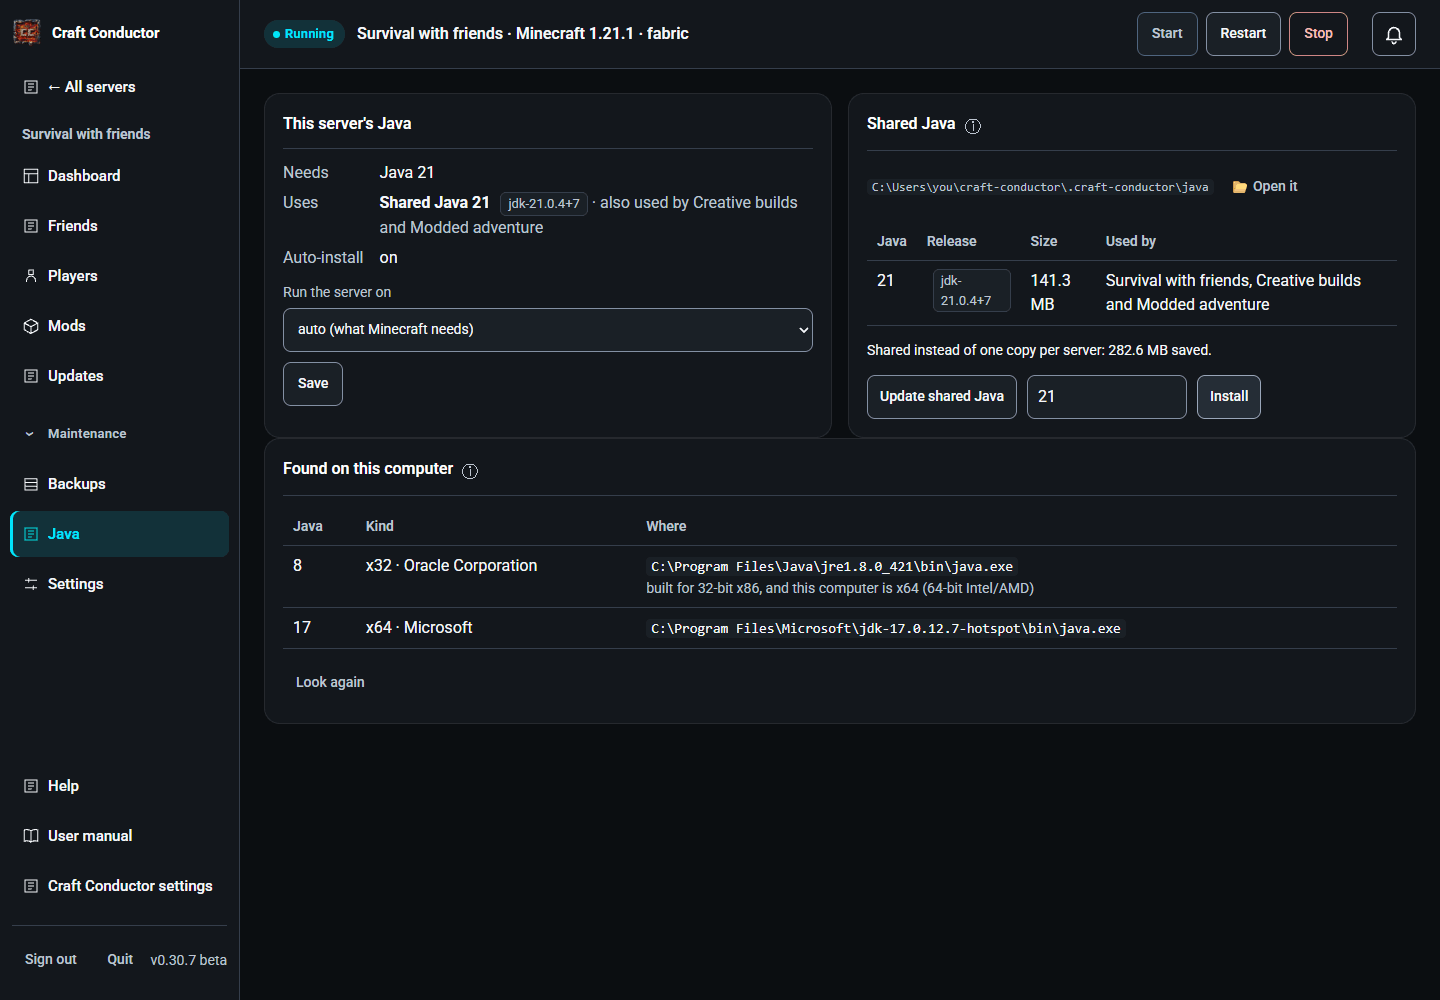 Craft Conductor
← All servers
Survival with friends
Dashboard
Friends
Players
Mods
Updates
Maintenance
Backups
Java
Settings
Help
User manual
Craft Conductor settings
Sign out Quit v0.30.7 beta
Running Survival with friends · Minecraft 1.21.1 · fabric
Start Restart Stop
This server's Java
Needs Java 21
Uses Shared Java 21 jdk-21.0.4+7 · also used by Creative builds
and Modded adventure
Auto-install on
Run the server on
auto (what Minecraft needs)
Save
Shared Java
C:\Users\you\craft-conductor\.craft-conductor\java Open it
Java Release Size Used by
21 jdk-21.0.4+7 141.3 MB Survival with friends, Creative builds
and Modded adventure
Shared instead of one copy per server: 282.6 MB saved.
Update shared Java 21 Install
Found on this computer
Java Kind Where
8 x32 · Oracle Corporation C:\Program Files\Java\jre1.8.0_421\bin\java.exe
built for 32-bit x86, and this computer is x64 (64-bit Intel/AMD)
17 x64 · Microsoft C:\Program Files\Microsoft\jdk-17.0.12.7-hotspot\bin\java.exe
Look again